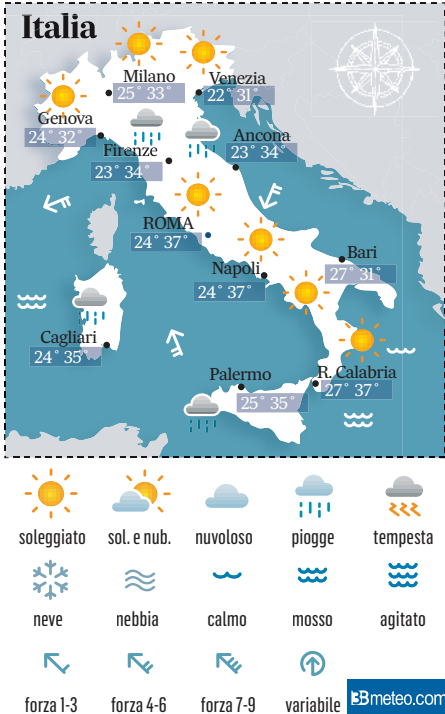 Italia
Milano
25° 33°
Venezia
22° 31°
Genova
24° 32°
Firenze
23° 34°
Ancona
23° 34°
ROMA
24° 37°
Napoli
24° 37°
Bari
27° 31°
Cagliari
24° 35°
Palermo
25° 35°
R. Calabria
27° 37°
soleggiato sol. e nub. nuvoloso piogge tempesta
neve nebbia calmo mosso agitato
forza 1-3 forza 4-6 forza 7-9 variabile
3Bmeteo.com